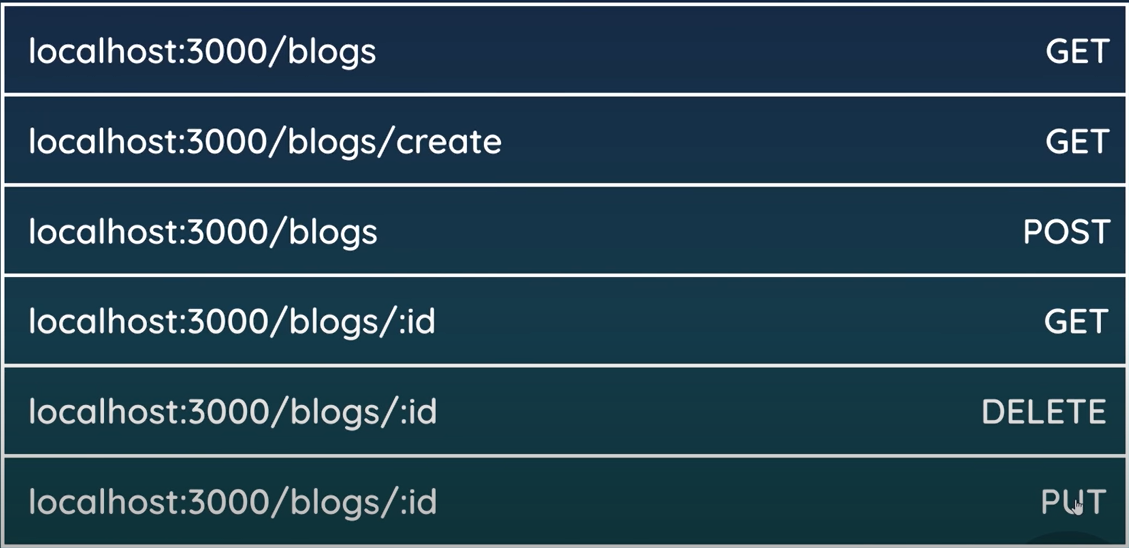 localhost:3000/blogs GET
localhost:3000/blogs/create GET
localhost:3000/blogs POST
localhost:3000/blogs/:id GET
localhost:3000/blogs/:id DELETE
localhost:3000/blogs/:id PUT